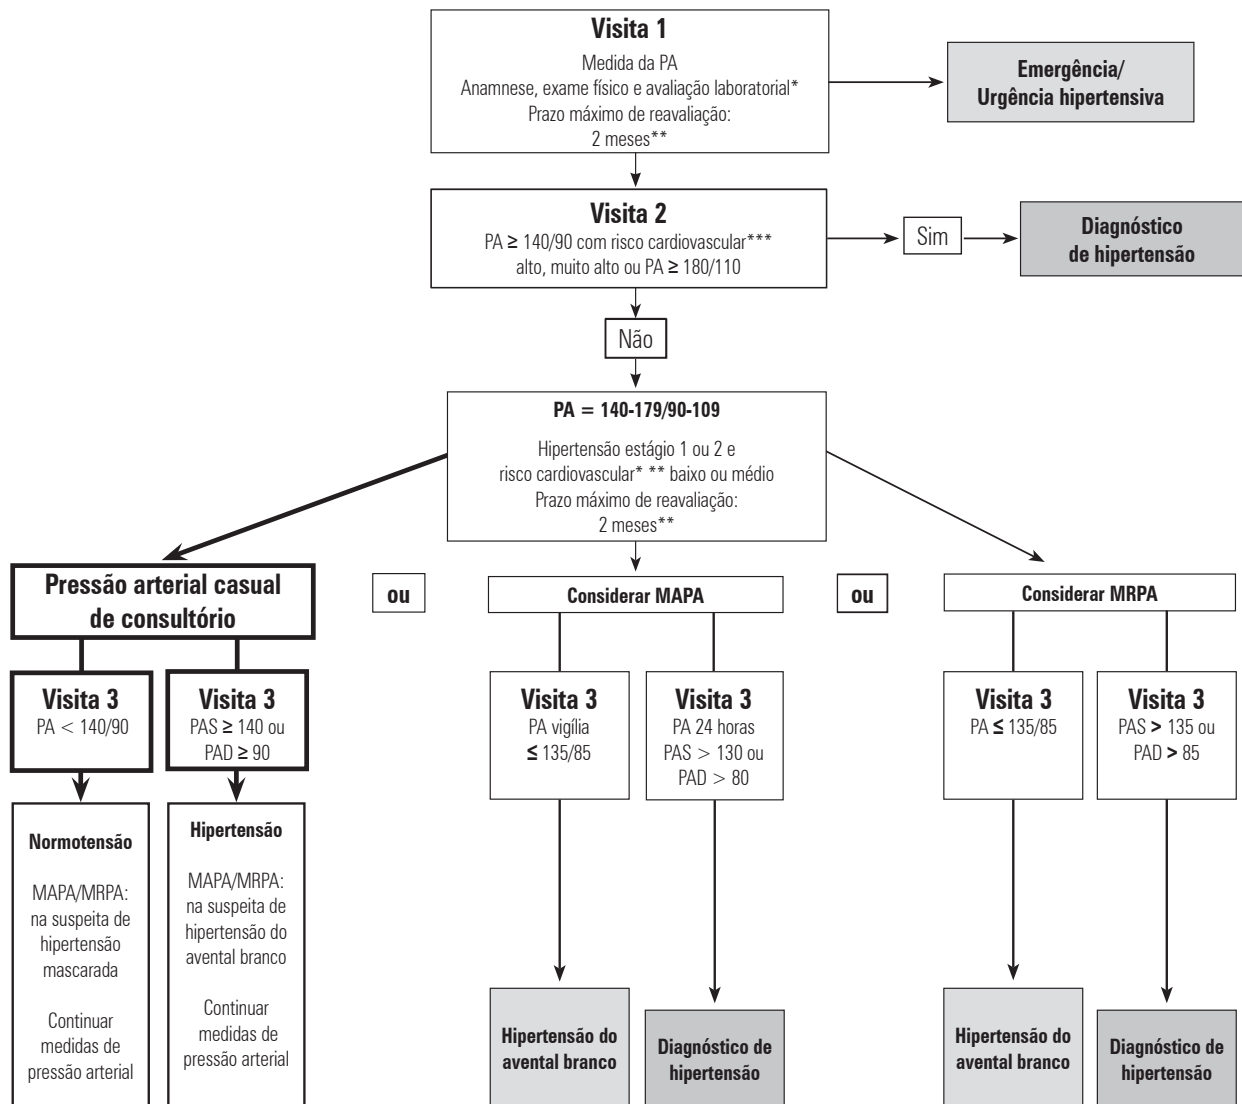 Visita 1
Medida da PA
Anamnese, exame físico e avaliação laboratorial*
Prazo máximo de reavaliação:
2 meses**
Emergência/
Urgência hipertensiva
Visita 2
PA ≥ 140/90 com risco cardiovascular***
alto, muito alto ou PA ≥ 180/110
Sim
Diagnóstico
de hipertensão
Não
PA = 140-179/90-109
Hipertensão estágio 1 ou 2 e
risco cardiovascular* ** baixo ou médio
Prazo máximo de reavaliação:
2 meses**
Pressão arterial casual
de consultório
ou
Considerar MAPA
ou
Considerar MRPA
Visita 3
PA < 140/90
Visita 3
PAS ≥ 140 ou
PAD ≥ 90
Visita 3
PA vigília
≤ 135/85
Visita 3
PA 24 horas
PAS > 130 ou
PAD > 80
Visita 3
PA ≤ 135/85
Visita 3
PAS > 135 ou
PAD > 85
Normotensão
MAPA/MRPA:
na suspeita de
hipertensão
mascarada
Continuar
medidas de
pressão arterial
Hipertensão
MAPA/MRPA:
na suspeita de
hipertensão do
avental branco
Continuar
medidas de
pressão arterial
Hipertensão do
avental branco
Diagnóstico de
hipertensão
Hipertensão do
avental branco
Diagnóstico de
hipertensão